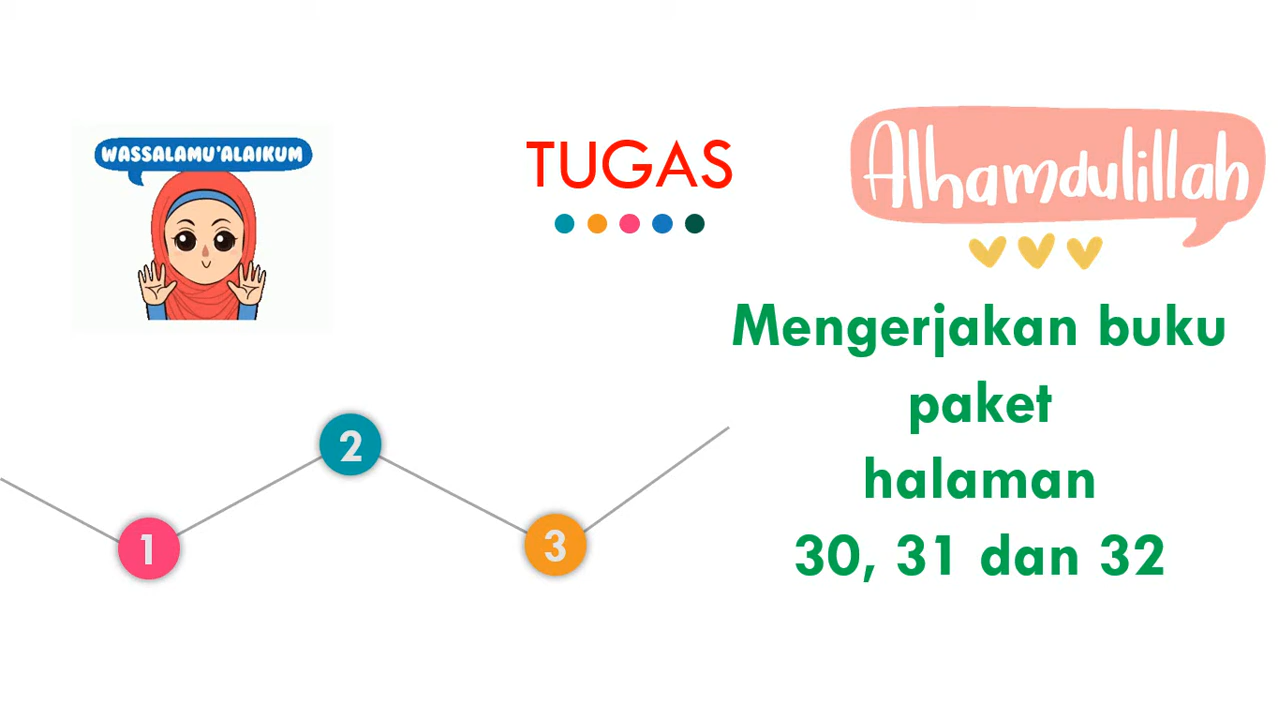 WASSALAMU'ALAIKUM
TUGAS
Alhamdulillah
Mengerjakan buku
paket
halaman
30, 31 dan 32
1
2
3